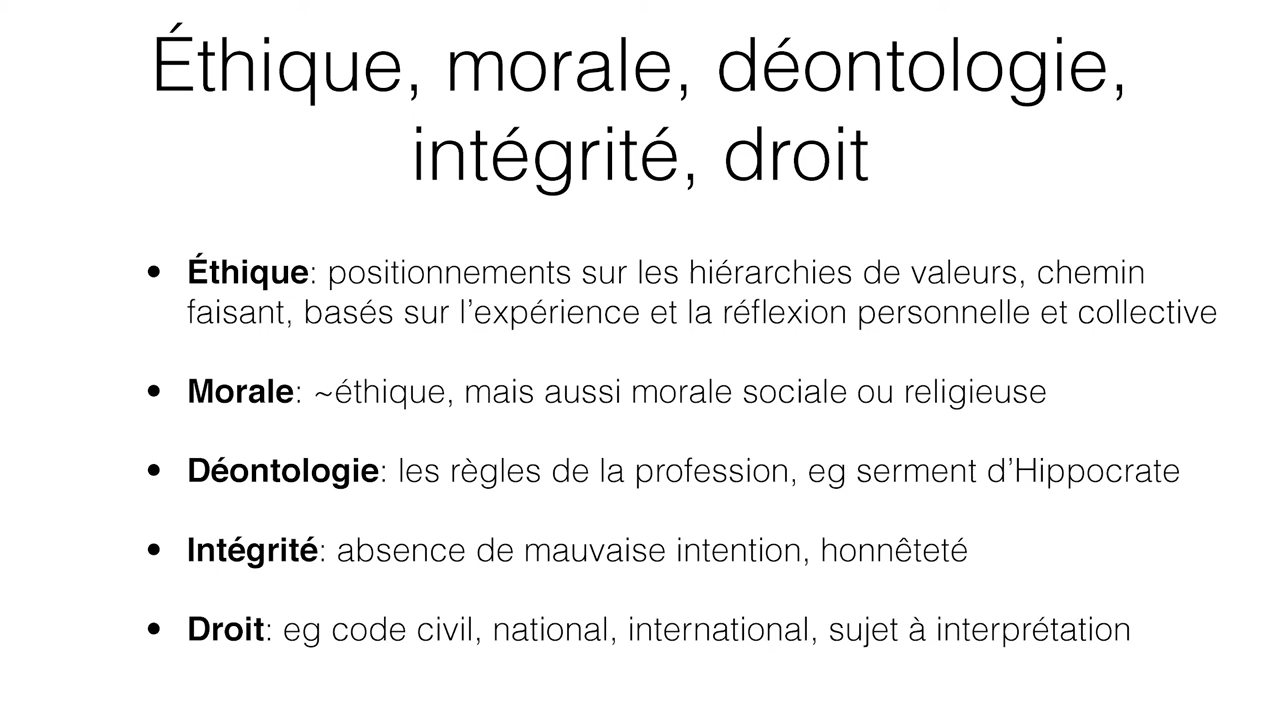 Éthique, morale, déontologie,
intégrité, droit
• Éthique: positionnements sur les hiérarchies de valeurs, chemin
faisant, basés sur l’expérience et la réflexion personnelle et collective
• Morale: ~éthique, mais aussi morale sociale ou religieuse
• Déontologie: les règles de la profession, eg serment d’Hippocrate
• Intégrité: absence de mauvaise intention, honnêteté
• Droit: eg code civil, national, international, sujet à interprétation